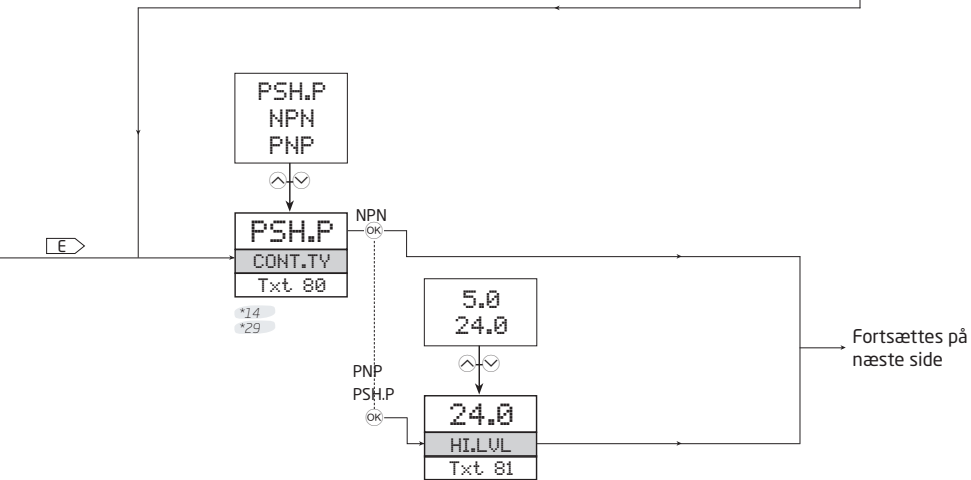 PSH.P
NPN
PNP
E
PSH.P
CONT.TY
Txt 80
*14
*29
NPN
OK
5.0
24.0
PNP
PSH.P
OK
24.0
HI.LVL
Txt 81
Fortsættes på
næste side